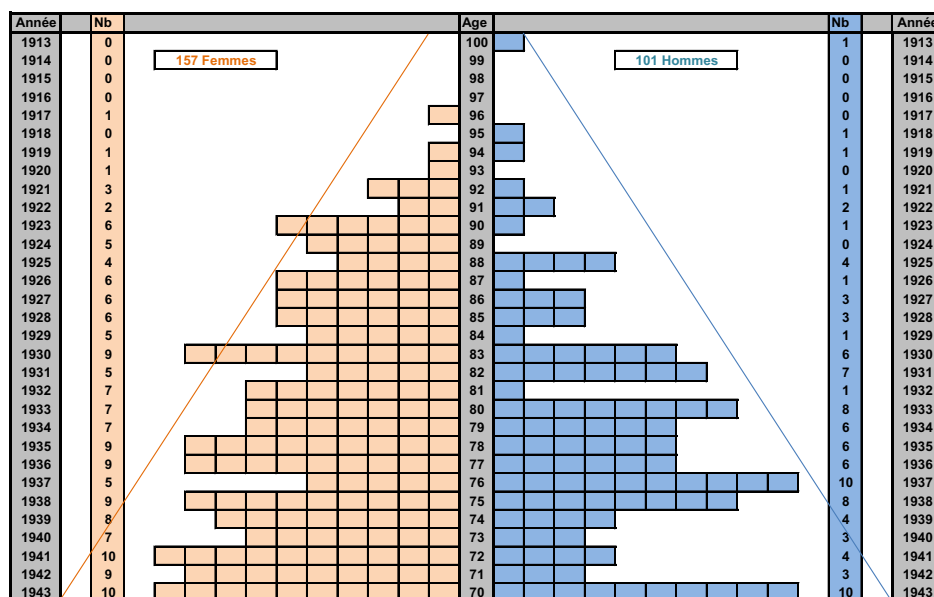 Année Nb Age Nb Année
1913 0 100 1 1913
1914 0 157 Femmes 99 101 Hommes 0 1914
1915 0 98 0 1915
1916 0 97 0 1916
1917 1 96 0 1917
1918 0 95 1 1918
1919 1 94 1 1919
1920 1 93 0 1920
1921 3 92 1 1921
1922 2 91 2 1922
1923 6 90 1 1923
1924 5 89 0 1924
1925 4 88 4 1925
1926 6 87 1 1926
1927 6 86 3 1927
1928 6 85 3 1928
1929 5 84 1 1929
1930 9 83 6 1930
1931 5 82 7 1931
1932 7 81 1 1932
1933 7 80 8 1933
1934 7 79 6 1934
1935 9 78 6 1935
1936 9 77 6 1936
1937 5 76 10 1937
1938 9 75 8 1938
1939 8 74 4 1939
1940 7 73 3 1940
1941 10 72 4 1941
1942 9 71 3 1942
1943 10 70 10 1943